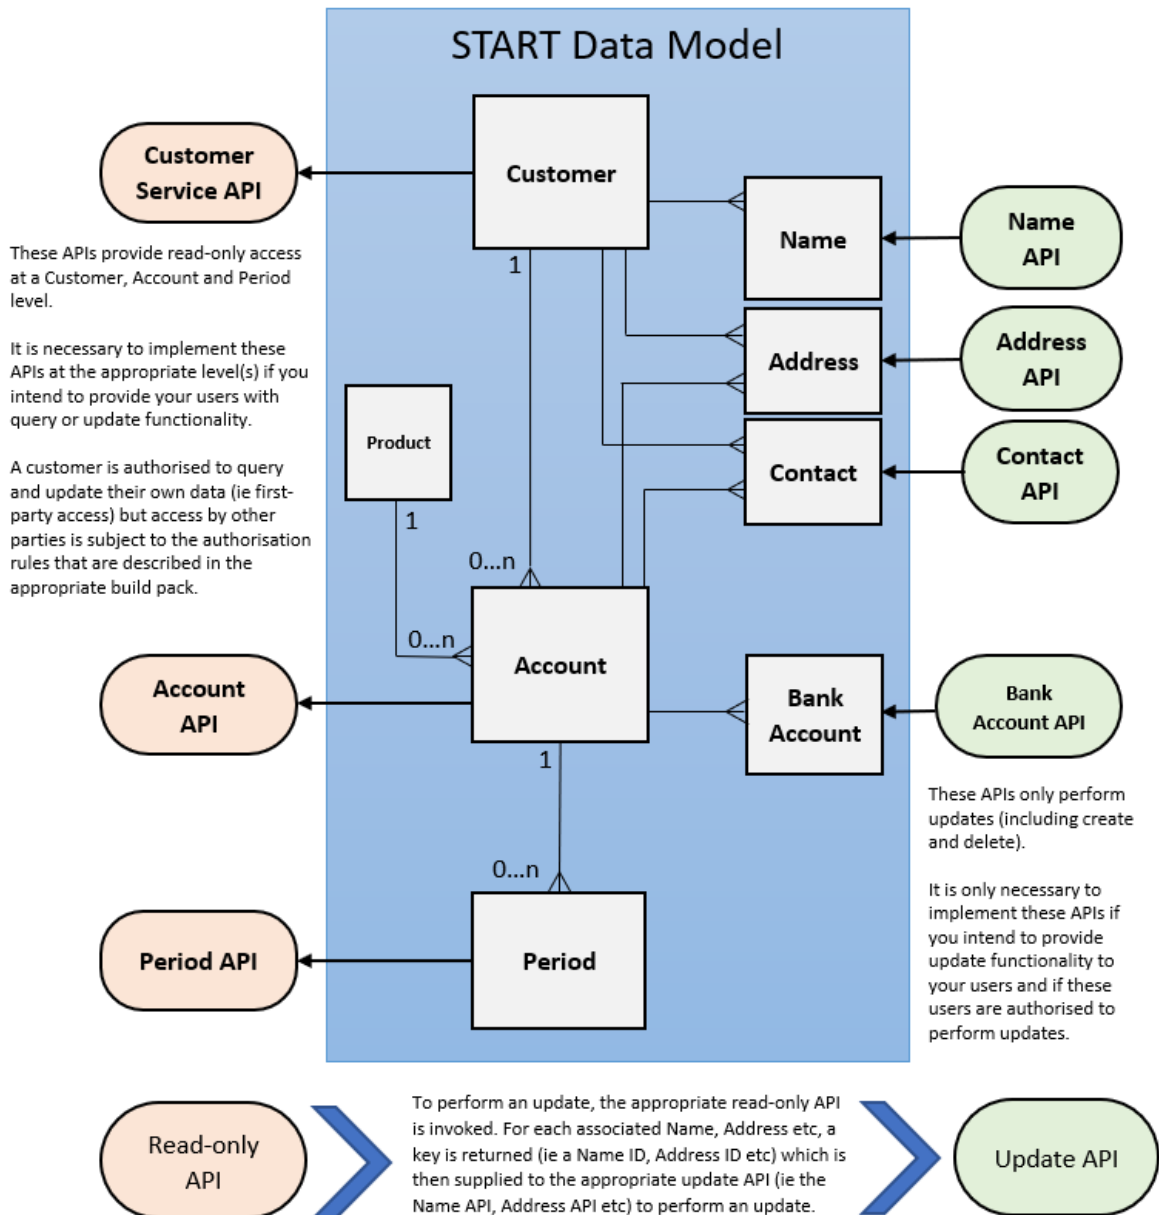 START Data Model
Customer
Service API
Customer
Name
Name
API
These APIs provide read-only access
at a Customer, Account and Period
level.
It is necessary to implement these
APIs at the appropriate level(s) if you
intend to provide your users with
query or update functionality.
A customer is authorised to query
and update their own data (ie first-
party access) but access by other
parties is subject to the authorisation
rules that are described in the
appropriate build pack.
1
Address
Address
API
Product
Contact
Contact
API
1
0...n
0...n
Account
API
Account
Bank
Account
Bank
Account API
1
These APIs only perform
updates (including create
and delete).
It is only necessary to
implement these APIs if
you intend to provide
update functionality to
your users and if these
users are authorised to
perform updates.
0...n
Period API
Period
Read-only
API
To perform an update, the appropriate read-only API
is invoked. For each associated Name, Address etc, a
key is returned (ie a Name ID, Address ID etc) which is
then supplied to the appropriate update API (ie the
Name API, Address API etc) to perform an update.
Update API